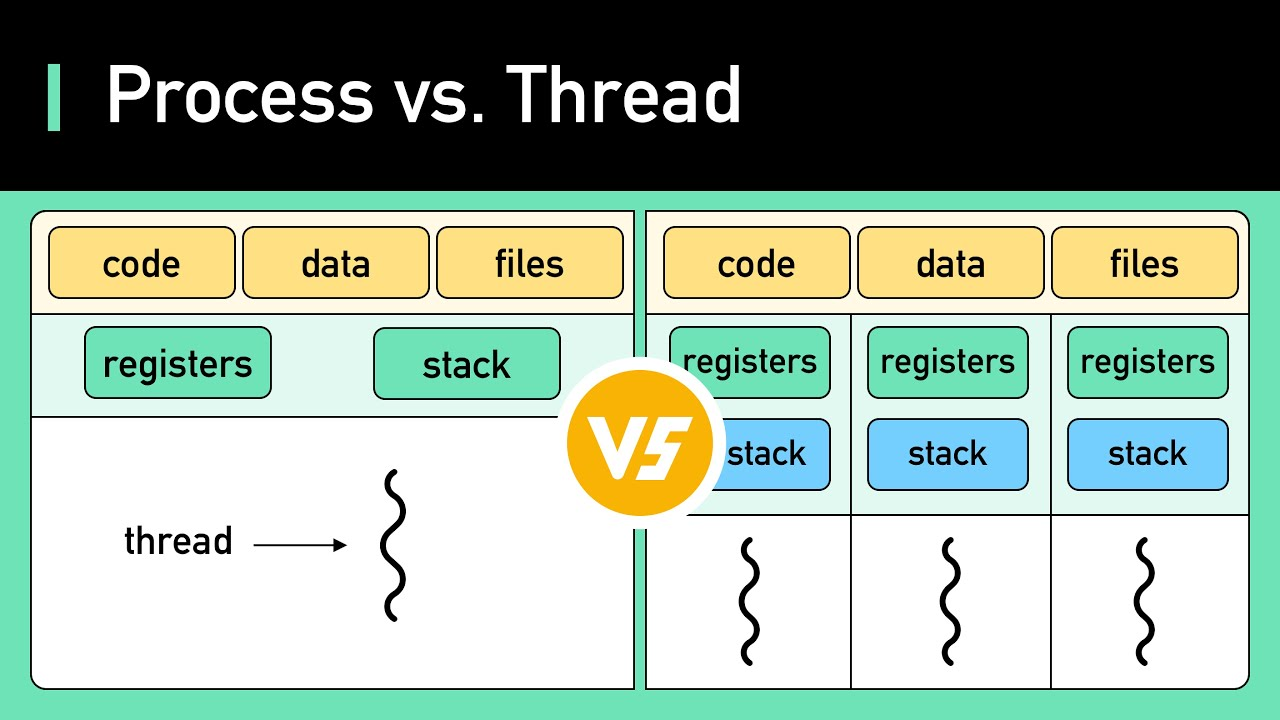 Process vs. Thread
code data files
registers stack
thread
VS
code data files
registers registers registers
stack stack stack